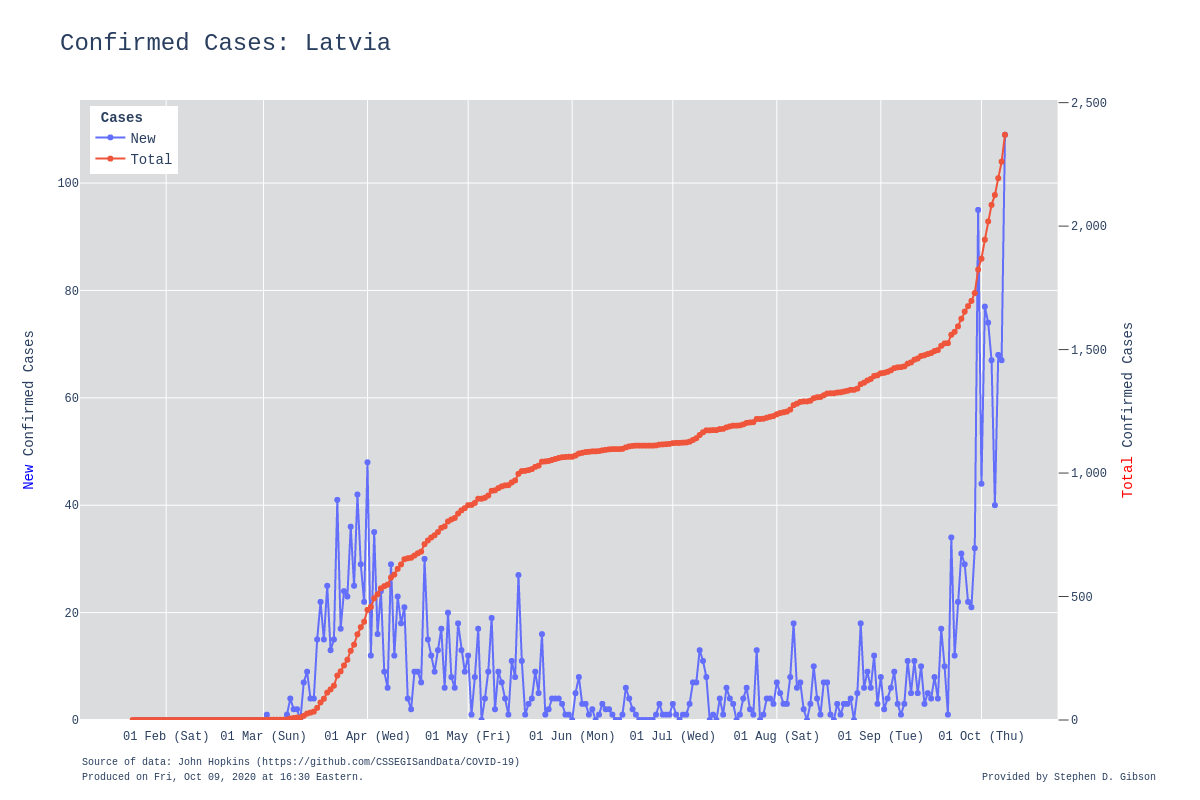 Confirmed Cases: Latvia
Cases
New
Total
2,500
2,000
1,500
1,000
500
0
100
80
60
40
20
0
New Confirmed Cases
Total Confirmed Cases
01 Feb (Sat) 01 Mar (Sun) 01 Apr (Wed) 01 May (Fri) 01 Jun (Mon) 01 Jul (Wed) 01 Aug (Sat) 01 Sep (Tue) 01 Oct (Thu)
Source of data: John Hopkins (https://github.com/CSSEGISandData/COVID-19)
Produced on Fri, Oct 09, 2020 at 16:30 Eastern.
Provided by Stephen D. Gibson